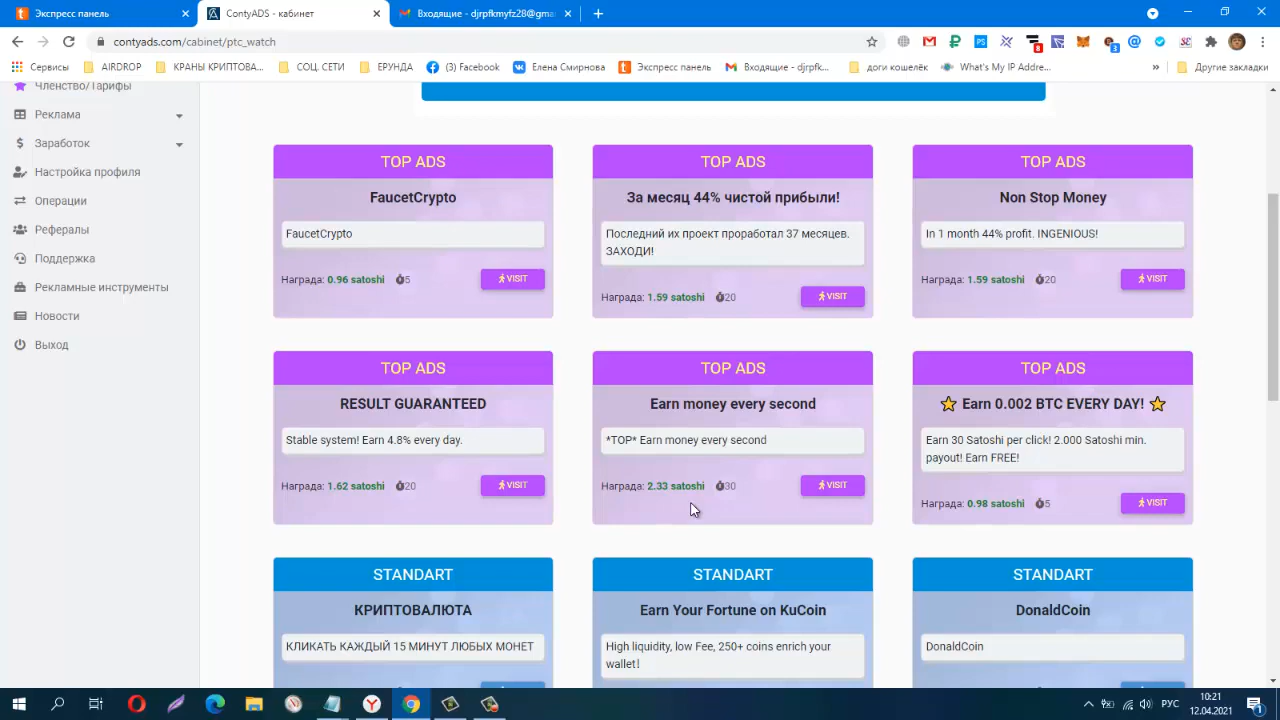 Экспресс панель
ContyADS - кабинет
Входящие - djrpfkmyfz28@gma
contyads.com/cabinet/ptc_watch
Сервисы
AIRDROP
КРАНЫ КРИПТОВА...
СОЦ. СЕТИ
ЕРУНДА
(3) Facebook
Елена Смирнова
Экспресс панель
Входящие - djrpfk...
доги кошелёк
What's My IP Addre...
»
Другие закладки
Членство/Тарифы
Реклама
Заработок
Настройка профиля
Операции
Рефералы
Поддержка
Рекламные инструменты
Новости
Выход
TOP ADS
FaucetCrypto
FaucetCrypto
Награда: 0.96 satoshi 5
VISIT
TOP ADS
За месяц 44% чистой прибыли!
Последний их проект проработал 37 месяцев.
ЗАХОДИ!
Награда: 1.59 satoshi 20
VISIT
TOP ADS
Non Stop Money
In 1 month 44% profit. INGENIOUS!
Награда: 1.59 satoshi 20
VISIT
TOP ADS
RESULT GUARANTEED
Stable system! Earn 4.8% every day.
Награда: 1.62 satoshi 20
VISIT
TOP ADS
Earn money every second
*TOP* Earn money every second
Награда: 2.33 satoshi 30
VISIT
TOP ADS
Earn 0.002 BTC EVERY DAY!
Earn 30 Satoshi per click! 2.000 Satoshi min.
payout! Earn FREE!
Награда: 0.98 satoshi 5
VISIT
STANDART
КРИПТОВАЛЮТА
КЛИКАТЬ КАЖДЫЙ 15 МИНУТ ЛЮБЫХ МОНЕТ
STANDART
Earn Your Fortune on KuCoin
High liquidity, low Fee, 250+ coins enrich your
wallet!
STANDART
DonaldCoin
DonaldCoin
РУС
10:21
12.04.2021